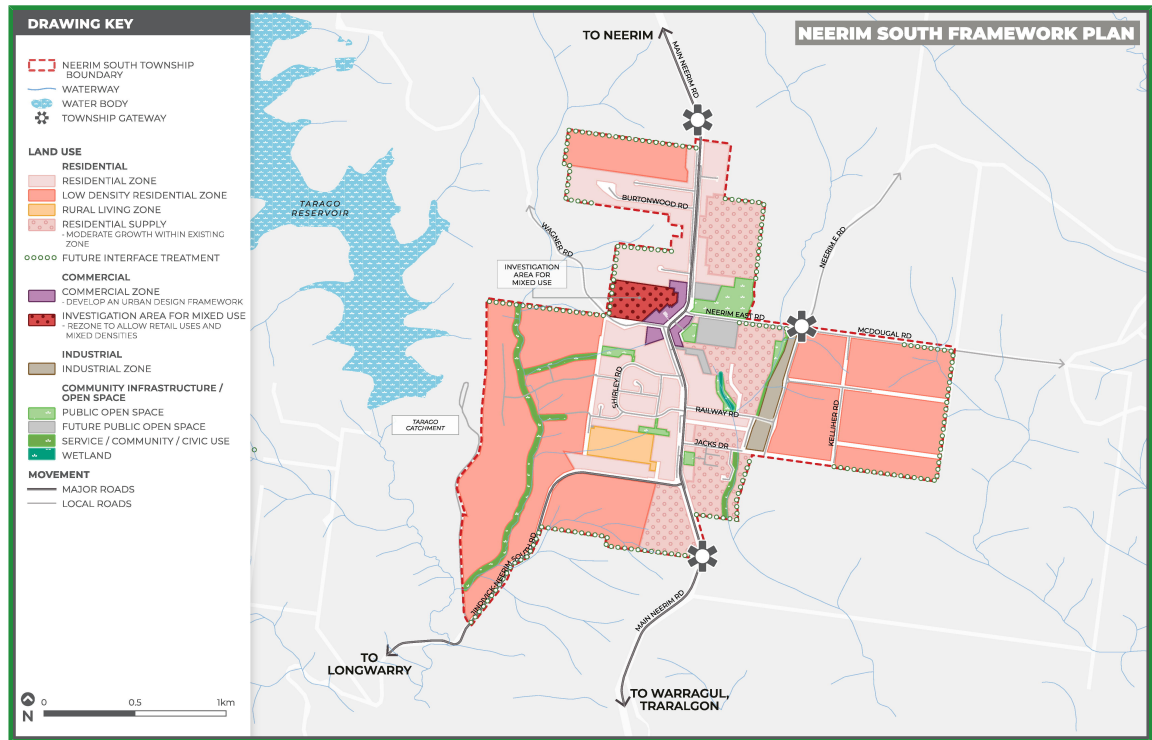 DRAWING KEY
NEERIM SOUTH TOWNSHIP
BOUNDARY
WATERWAY
WATER BODY
TOWNSHIP GATEWAY
LAND USE
RESIDENTIAL
RESIDENTIAL ZONE
LOW DENSITY RESIDENTIAL ZONE
RURAL LIVING ZONE
RESIDENTIAL SUPPLY
- MODERATE GROWTH WITHIN EXISTING
ZONE
FUTURE INTERFACE TREATMENT
COMMERCIAL
COMMERCIAL ZONE
- DEVELOP AN URBAN DESIGN FRAMEWORK
INVESTIGATION AREA FOR MIXED USE
- REZONE TO ALLOW RETAIL USES AND
MIXED DENSITIES
INDUSTRIAL
INDUSTRIAL ZONE
COMMUNITY INFRASTRUCTURE /
OPEN SPACE
PUBLIC OPEN SPACE
FUTURE PUBLIC OPEN SPACE
SERVICE / COMMUNITY / CIVIC USE
WETLAND
MOVEMENT
MAJOR ROADS
LOCAL ROADS
N
0 0.5 1km
NEERIM SOUTH FRAMEWORK PLAN
TO NEERIM
MAIN NEERIM RD
BURTONWOOD RD
TARAGO
RESERVOIR
WAGNER RD
NEERIM E RD
INVESTIGATION
AREA FOR
MIXED USE
NEERIM EAST RD
MCDOUGAL RD
SHIRLEY RD
RAILWAY RD
KELLIHER RD
TARAGO
CATCHMENT
JACKS DR
JINDIVICK-NEERIM SOUTH RD
MAIN NEERIM RD
TO
LONGWARRY
TO WARRAGUL,
TRARALGON